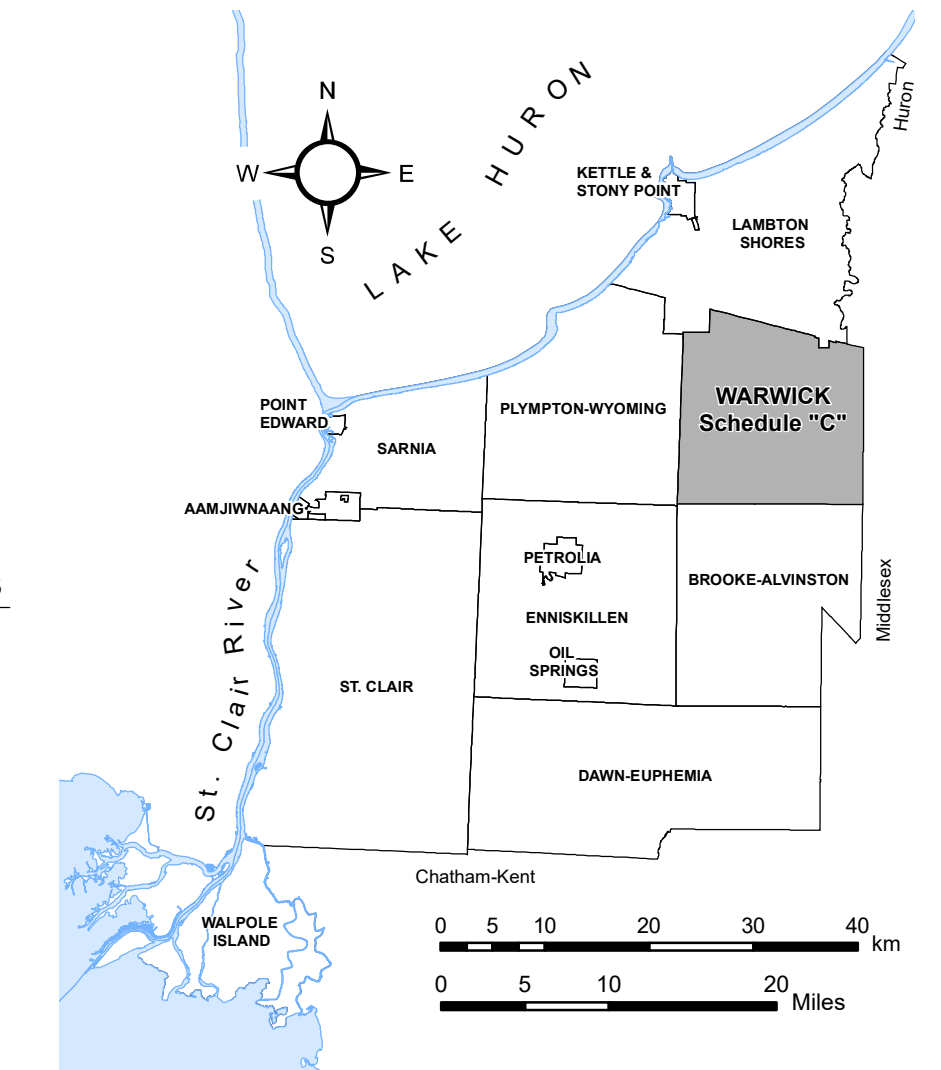 N
W
E
S
LAKE HURON
Huron
KETTLE &
STONY POINT
LAMBTON
SHORES
WARWICK
Schedule "C"
PLYMPTON-WYOMING
POINT
EDWARD
SARNIA
AAMJIWNAANG
PETROLIA
BROOKE-ALVINSTON
Middlesex
ENNISKILLEN
OIL
SPRINGS
St. Clair River
ST. CLAIR
DAWN-EUPHEMIA
Chatham-Kent
WALPOLE
ISLAND
0 5 10 20 30 40
km
0 5 10 20
Miles